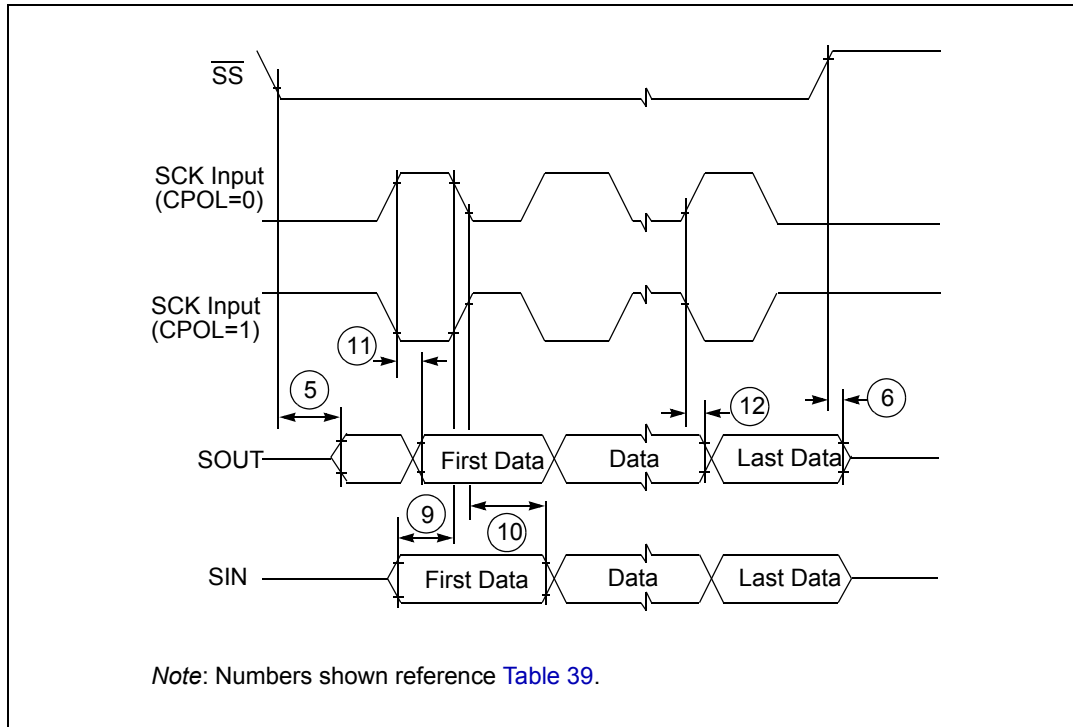 SS
SCK Input
(CPOL=0)
SCK Input
(CPOL=1)
11
5
12
6
SOUT
First Data
Data
Last Data
9
10
SIN
First Data
Data
Last Data
Note: Numbers shown reference Table 39.